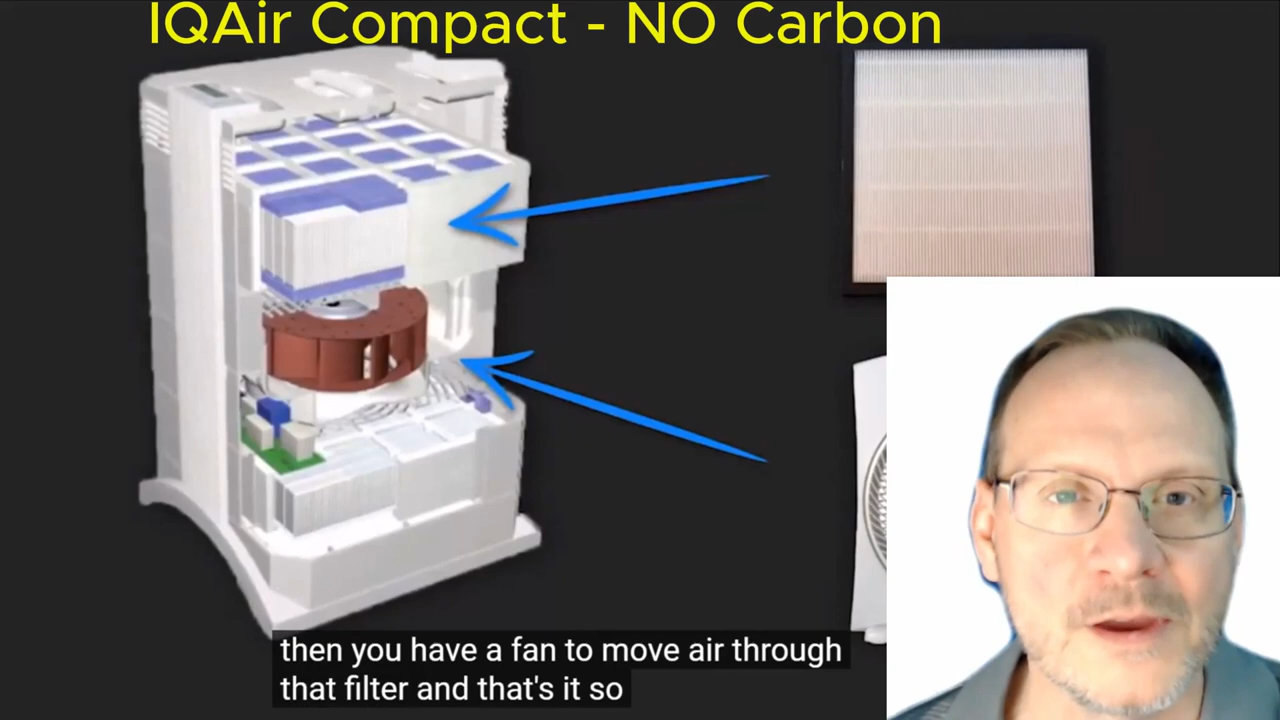 IQAir Compact - NO Carbon
then you have a fan to move air through
that filter and that's it so